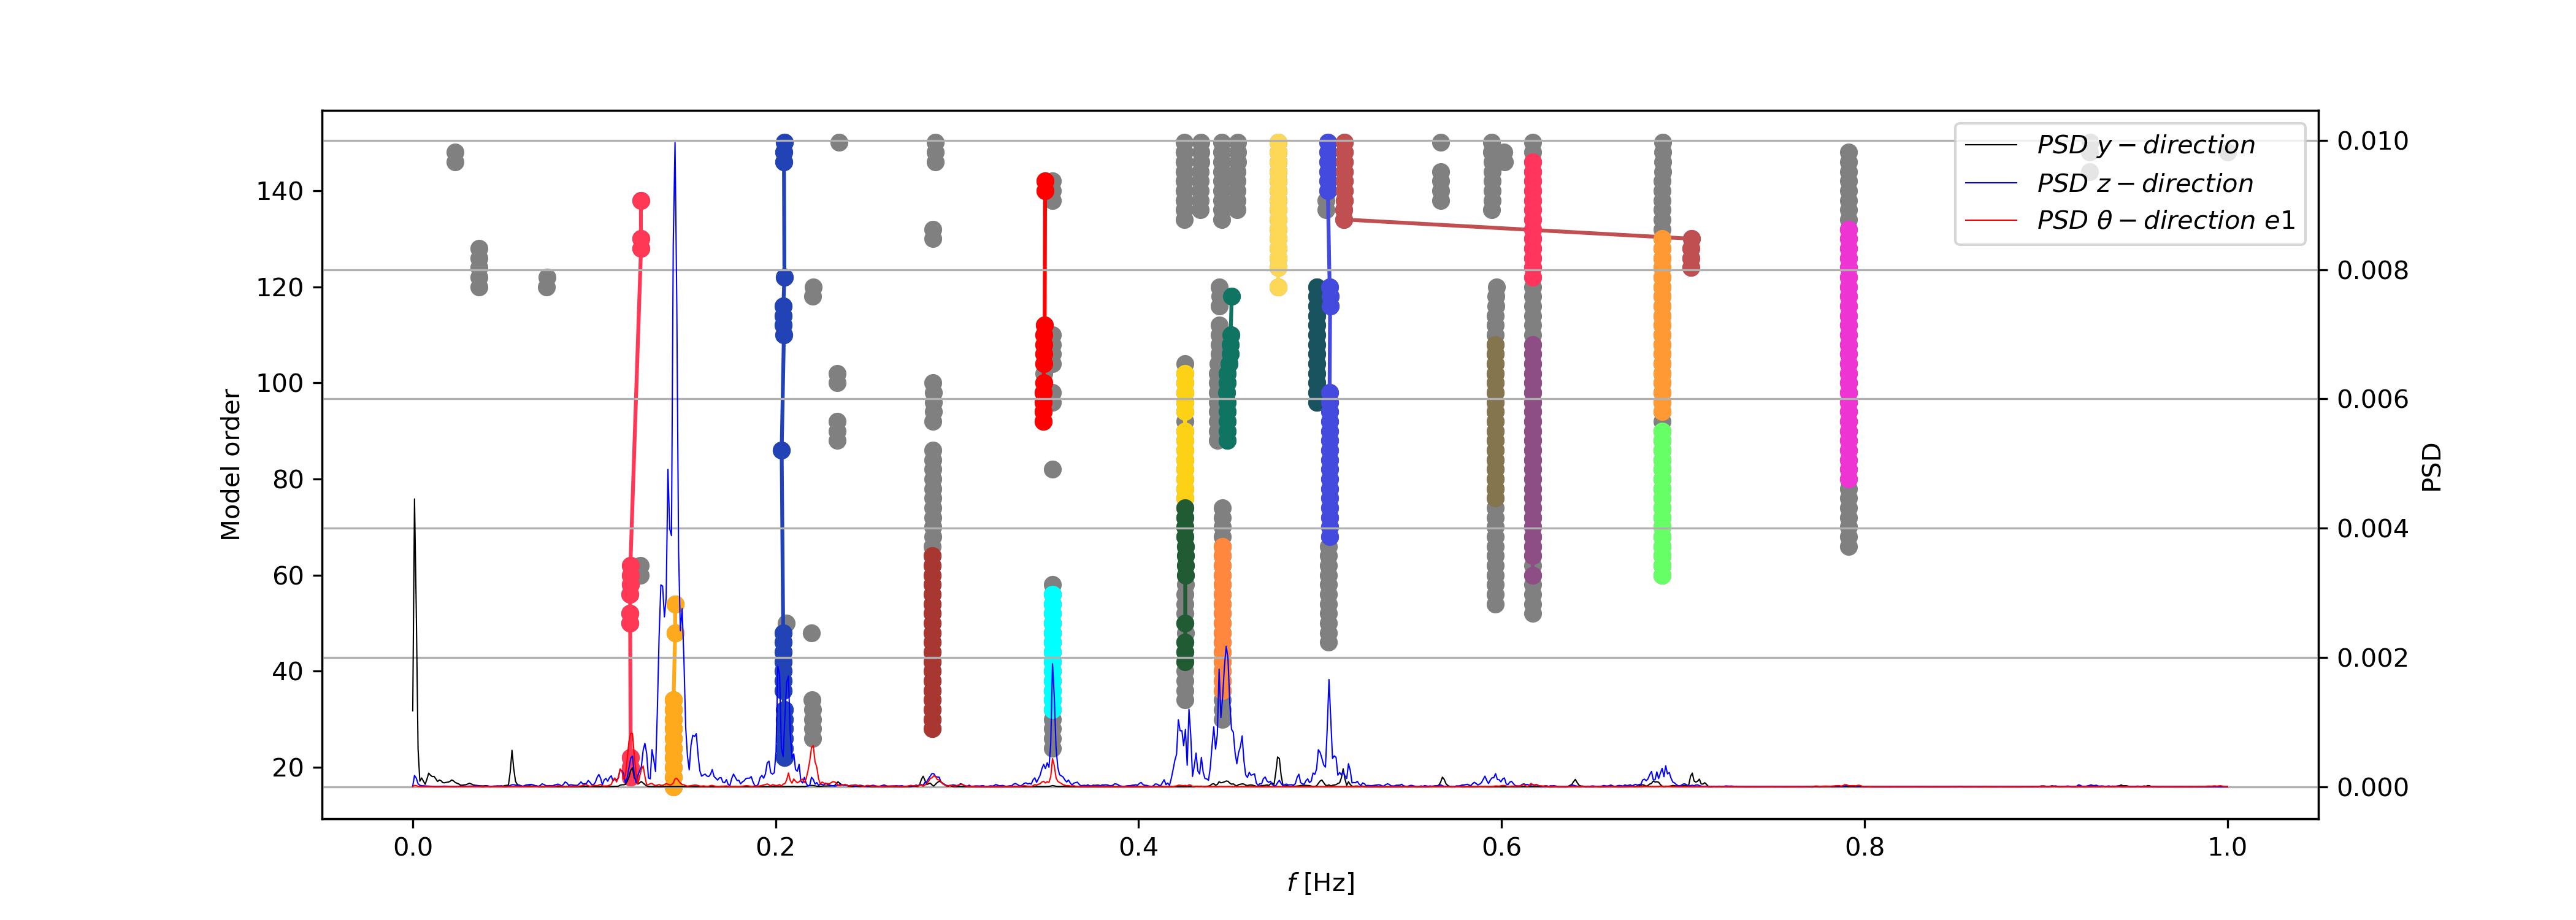 PSD y − direction
PSD z − direction
PSD θ − direction e1
Model order
140
120
100
80
60
40
20
0.010
0.008
0.006
0.004
0.002
0.000
PSD
0.0 0.2 0.4 0.6 0.8 1.0
f [Hz]